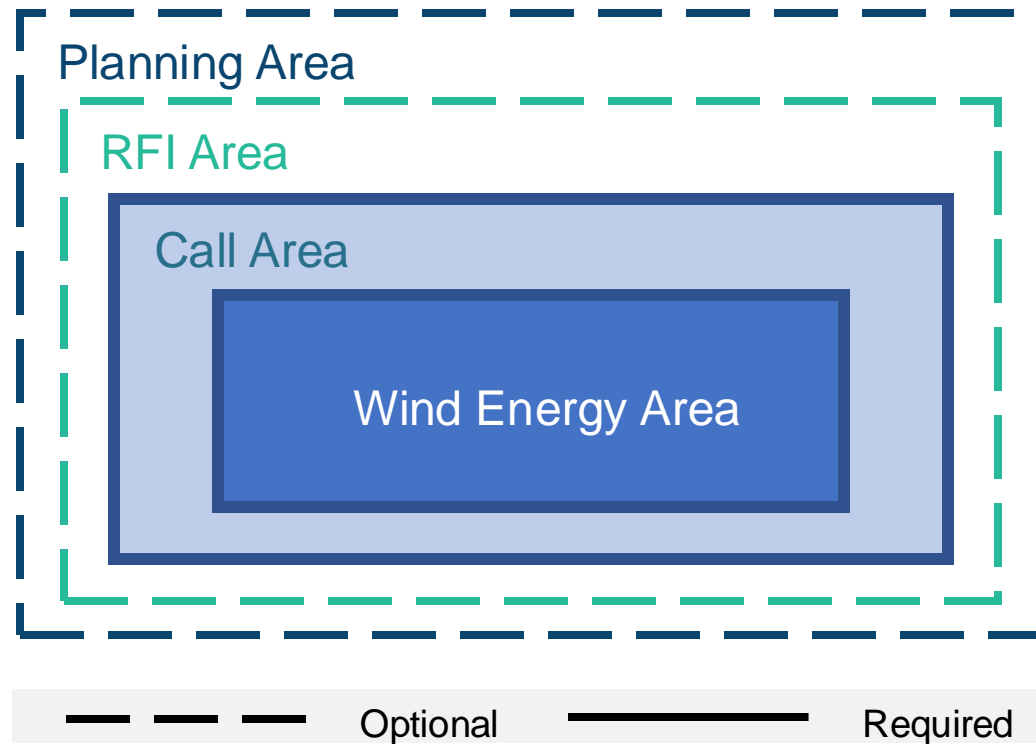 Planning Area
RFI Area
Call Area
Wind Energy Area
Optional Required